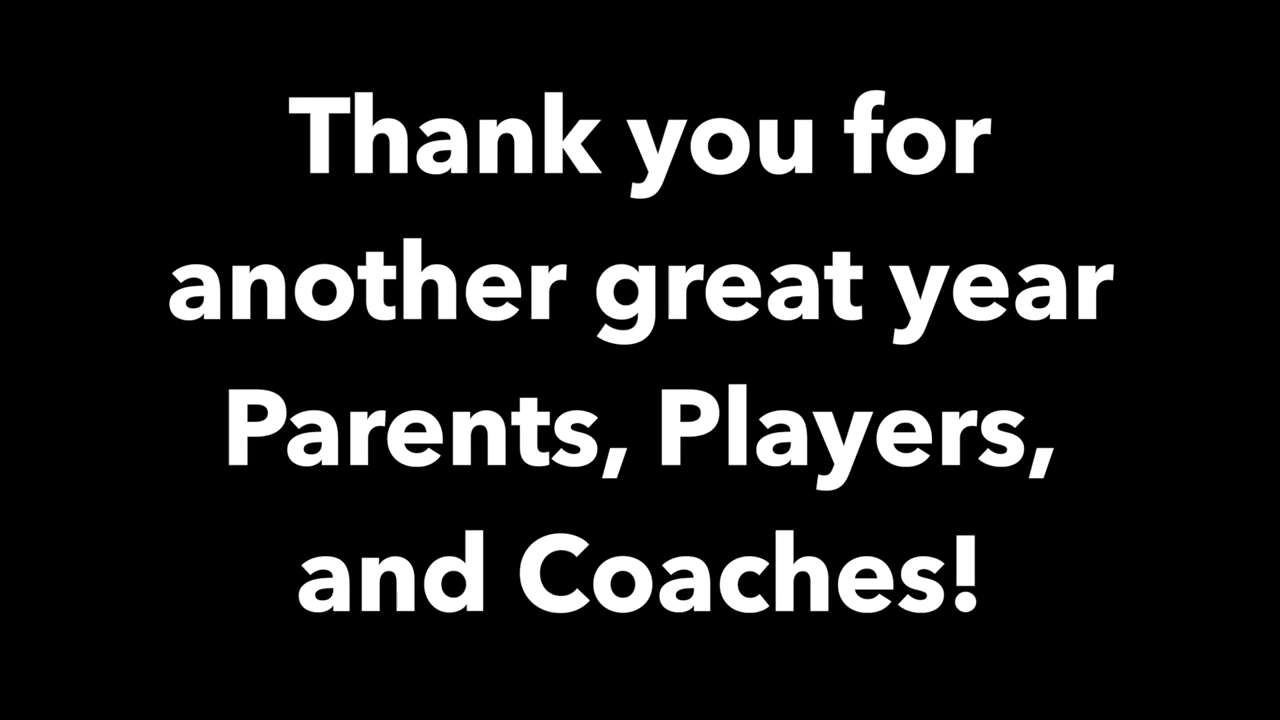 Thank you for
another great year
Parents, Players,
and Coaches!